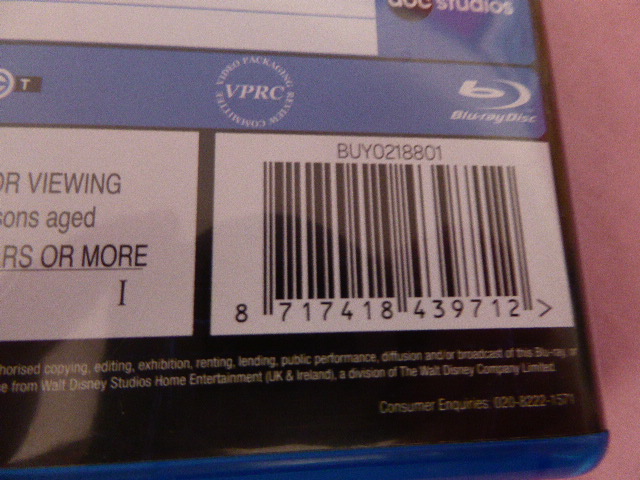 abc studios
T
VIDEO PACKAGING
VPRC
REVIEW COMMITTEE
Blu-ray Disc
OR VIEWING
sons aged
RS OR MORE
I
BUY0218801
8 717418 439712 >
horised copying, editing, exhibition, renting, lending, public performance, diffusion and/or broadcast of this Blu-ray, or
e from Walt Disney Studios Home Entertainment (UK & Ireland), a division of The Walt Disney Company Limited.
Consumer Enquiries: 020-8222-1571